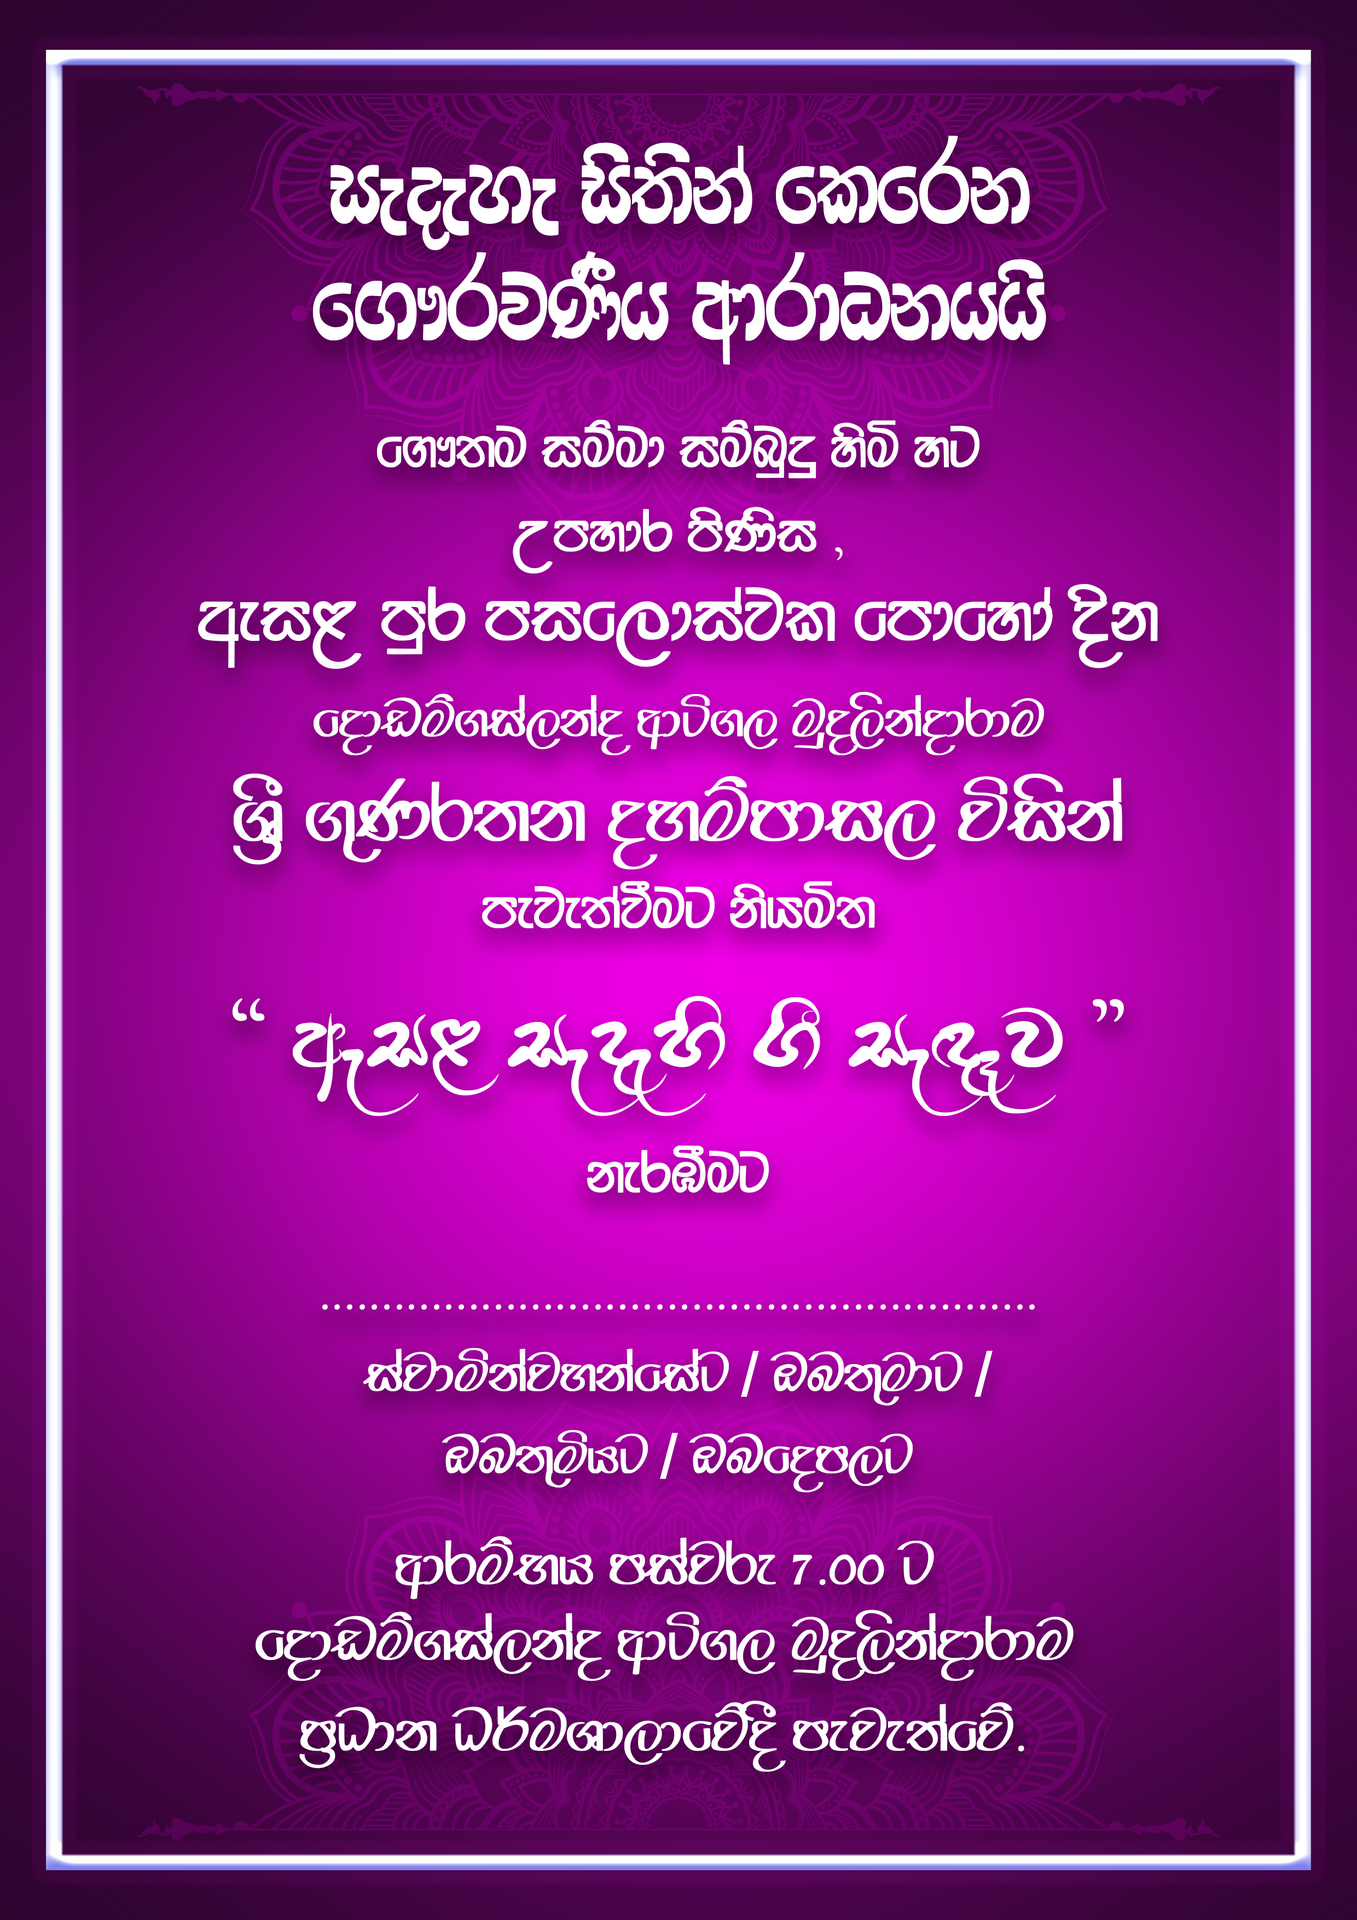 සැදැහැ සිතින් කෙරෙන
ගෞරවණීය ආරාධනයයි
ගෞතම සම්මා සම්බුදු හිමි හට
උපහාර පිණිස ,
ඇසළ පුර පසලොස්වක පොහෝ දින
දොඩම්ගස්ලන්ද ආටිගල මුදලින්දාරාම
ශ්‍රී ගුණරතන දහම්පාසල විසින්
පැවැත්වීමට නියමිත
“ ඇසළ සැදැහි ගී සැඳෑව ”
නැරඹීමට
..........................................................
ස්වාමින්වහන්සේට / ඔබතුමාට /
ඔබතුමියට / ඔබදෙපලට
ආරම්භය පස්වරු 7.00 ට
දොඩම්ගස්ලන්ද ආටිගල මුදලින්දාරාම
ප්‍රධාන ධර්මශාලාවේදී පැවැත්වේ.